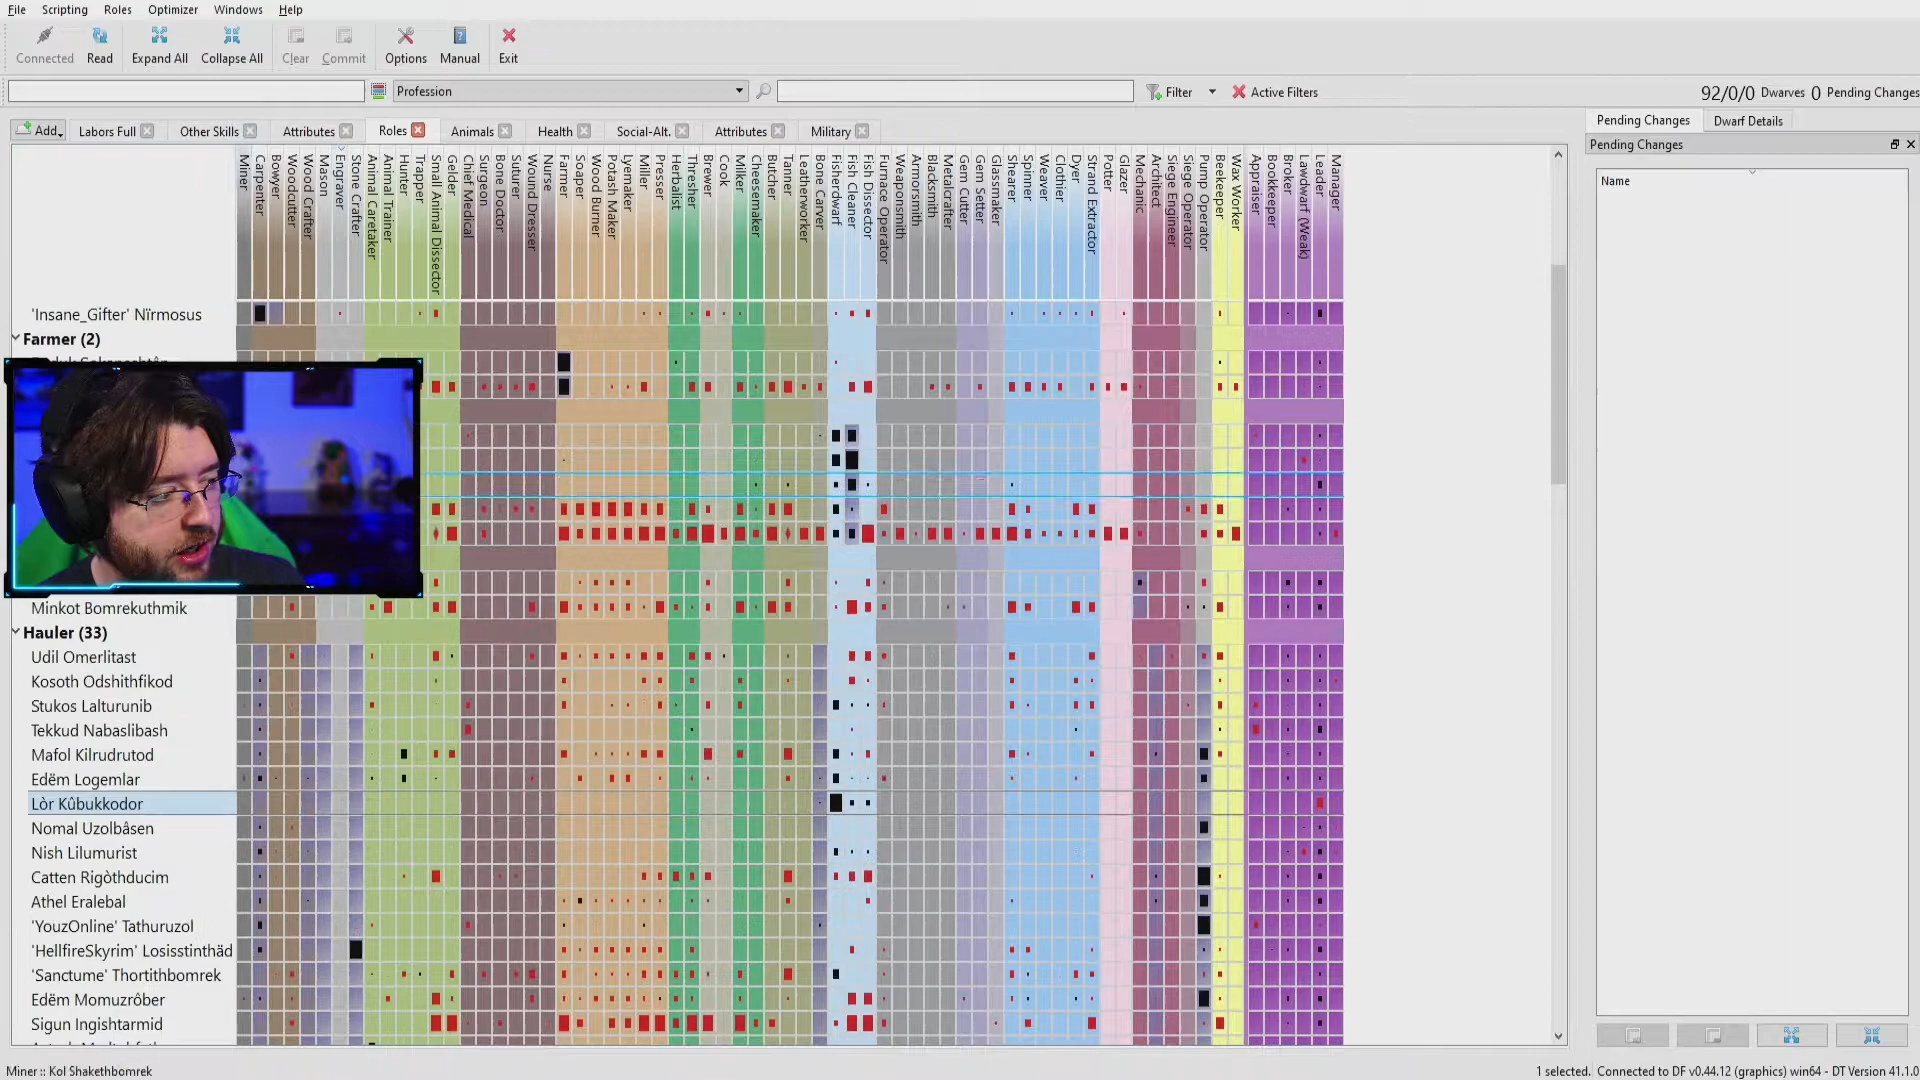 File Scripting Roles Optimizer Windows Help
Connected Read Expand All Collapse All Clear Commit Options Manual Exit
Profession Filter Active Filters 92/0/0 Dwarves 0 Pending Changes
Add Labors Full Other Skills Attributes Roles Animals Health Social-Alt. Attributes Military
Pending Changes Dwarf Details
Pending Changes
Name
Miner
Carpenter
Bowyer
Woodcutter
Wood Crafter
Mason
Engraver
Stone Crafter
Animal Caretaker
Animal Trainer
Hunter
Trapper
Small Animal Dissector
Gelder
Chief Medical
Surgeon
Bone Doctor
Suturer
Wound Dresser
Nurse
Farmer
Soaper
Wood Burner
Potash Maker
Lyemaker
Miller
Presser
Herbalist
Thresher
Brewer
Cook
Milker
Cheesemaker
Butcher
Tanner
Leatherworker
Bone Carver
Fisherdwarf
Fish Cleaner
Fish Dissector
Furnace Operator
Weaponsmith
Armorsmith
Blacksmith
Metalcrafter
Gem Cutter
Gem Setter
Glassmaker
Shearer
Spinner
Weaver
Clothier
Dyer
Strand Extractor
Potter
Glazer
Mechanic
Architect
Siege Engineer
Siege Operator
Pump Operator
Beekeeper
Wax Worker
Appraiser
Bookkeeper
Broker
Lawdwarf (Weak)
Leader
Manager
'Insane_Gifter' Nïrmosus
Farmer (2)
Minkot Bomrekuthmik
Hauler (33)
Udil Omerlitast
Kosoth Odshithfikod
Stukos Lalturunib
Tekkud Nabaslibash
Mafol Kilrudrutod
Edëm Logemlar
Lòr Kûbukkodor
Nomal Uzolbâsen
Nish Lilumurist
Catten Rigòthducim
Athel Eralebal
'YouzOnline' Tathuruzol
'HellfireSkyrim' Losisstinthäd
'Sanctume' Thortithbomrek
Edëm Momuzrôber
Sigun Ingishtarmid
Miner :: Kol Shakethbomrek 1 selected. Connected to DF v0.44.12 (graphics) win64 - DT Version 41.1.0